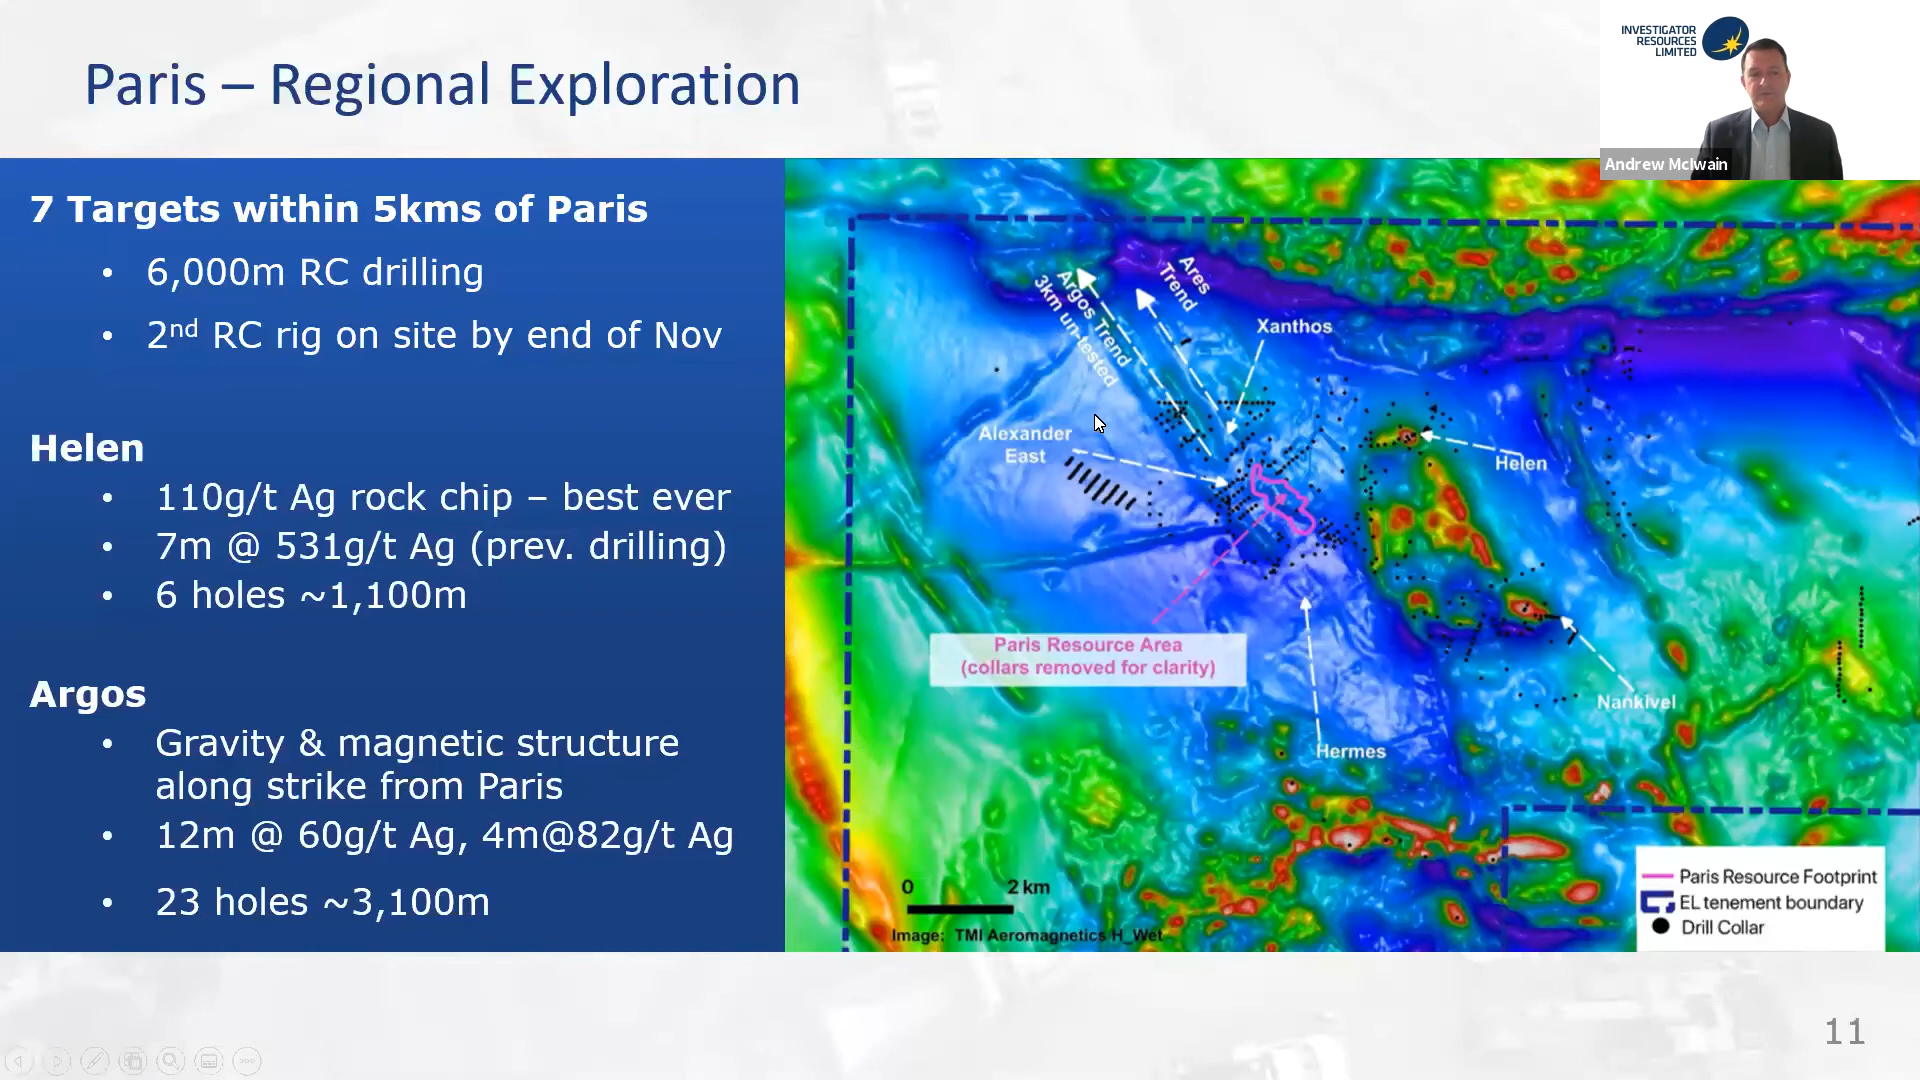 Paris – Regional Exploration
INVESTIGATOR
RESOURCES
LIMITED
Andrew McIwain
7 Targets within 5kms of Paris
• 6,000m RC drilling
• 2nd RC rig on site by end of Nov
Helen
• 110g/t Ag rock chip – best ever
• 7m @ 531g/t Ag (prev. drilling)
• 6 holes ~1,100m
Argos
• Gravity & magnetic structure
along strike from Paris
• 12m @ 60g/t Ag, 4m@82g/t Ag
• 23 holes ~3,100m
Ares
Trend
Argos Trend
3km un-tested
Xanthos
Alexander
East
Helen
Paris Resource Area
(collars removed for clarity)
Nankivel
Hermes
0 2 km
Image: TMI Aeromagnetics H_Wet
Paris Resource Footprint
EL tenement boundary
Drill Collar
11